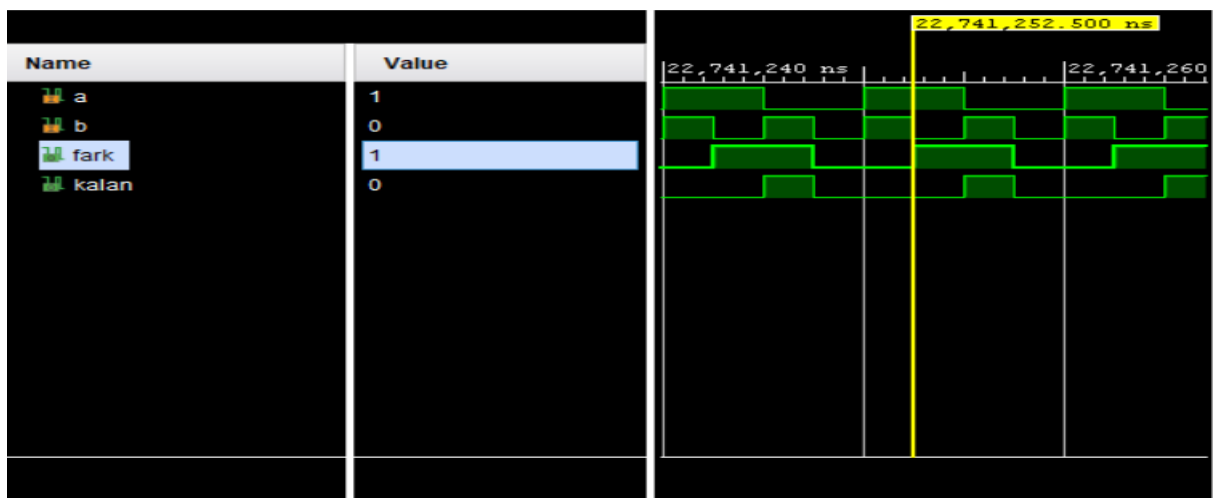 22,741,252.500 ns
Name Value
22,741,240 ns 22,741,260
a 1
b 0
fark 1
kalan 0